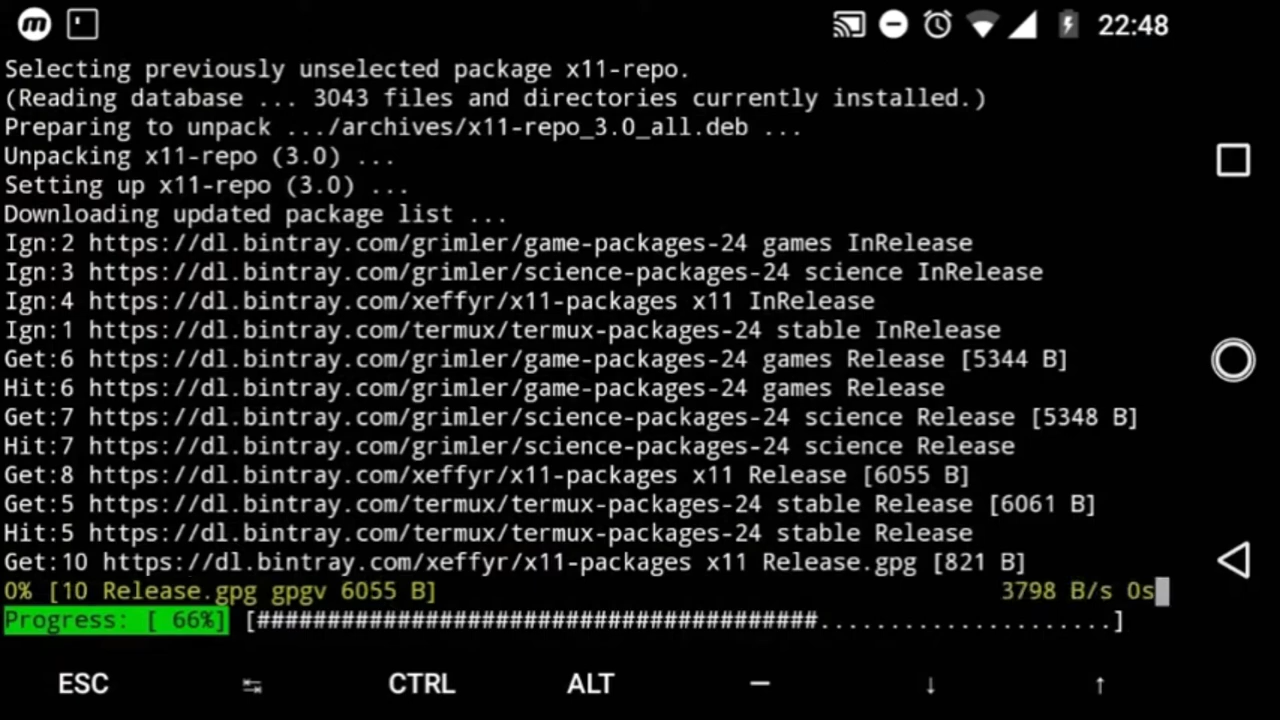 22:48
Selecting previously unselected package x11-repo.
(Reading database ... 3043 files and directories currently installed.)
Preparing to unpack .../archives/x11-repo_3.0_all.deb ...
Unpacking x11-repo (3.0) ...
Setting up x11-repo (3.0) ...
Downloading updated package list ...
Ign:2 https://dl.bintray.com/grimler/game-packages-24 games InRelease
Ign:3 https://dl.bintray.com/grimler/science-packages-24 science InRelease
Ign:4 https://dl.bintray.com/xeffyr/x11-packages x11 InRelease
Ign:1 https://dl.bintray.com/termux/termux-packages-24 stable InRelease
Get:6 https://dl.bintray.com/grimler/game-packages-24 games Release [5344 B]
Hit:6 https://dl.bintray.com/grimler/game-packages-24 games Release
Get:7 https://dl.bintray.com/grimler/science-packages-24 science Release [5348 B]
Hit:7 https://dl.bintray.com/grimler/science-packages-24 science Release
Get:8 https://dl.bintray.com/xeffyr/x11-packages x11 Release [6055 B]
Get:5 https://dl.bintray.com/termux/termux-packages-24 stable Release [6061 B]
Hit:5 https://dl.bintray.com/termux/termux-packages-24 stable Release
Get:10 https://dl.bintray.com/xeffyr/x11-packages x11 Release.gpg [821 B]
0% [10 Release.gpg gpgv 6055 B] 3798 B/s 0s
Progress: [ 66%] [########################################.....................]
ESC ⇆ CTRL ALT — ↓ ↑